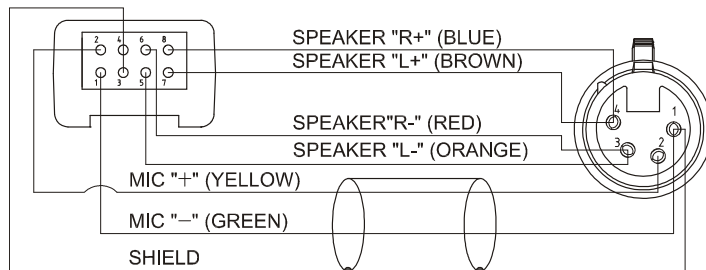 2 4 6 8
1 3 5 7
SPEAKER "R+" (BLUE)
SPEAKER "L+" (BROWN)
SPEAKER"R-" (RED)
SPEAKER "L-" (ORANGE)
MIC "+" (YELLOW)
MIC "−" (GREEN)
SHIELD
4 1
3 2